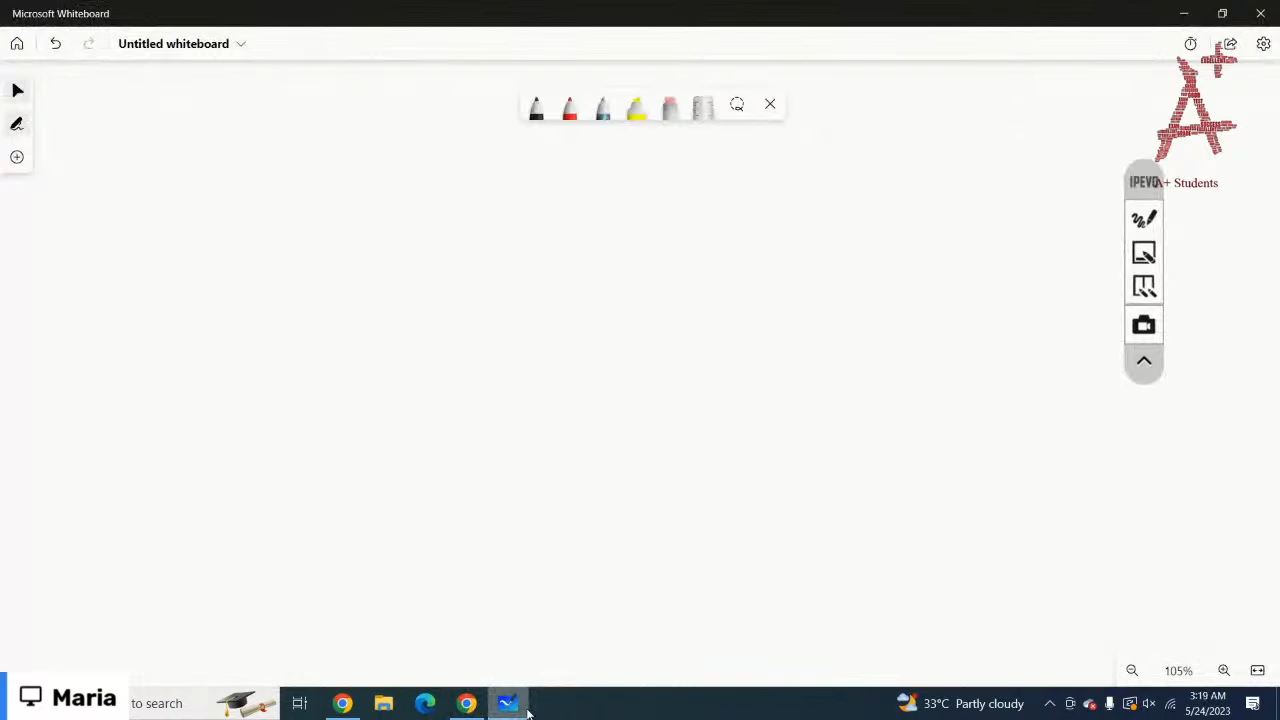 Microsoft Whiteboard
Untitled whiteboard
IPEVO
A+ Students
105%
Maria
to search
33°C Partly cloudy
3:19 AM
5/24/2023